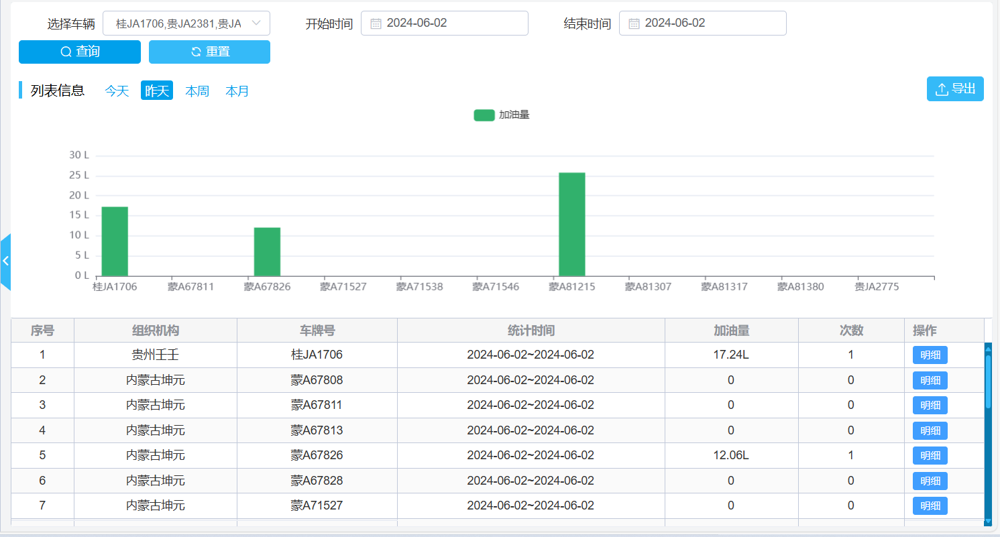 选择车辆 桂JA1706,贵JA2381,贵JA 开始时间 2024-06-02 结束时间 2024-06-02
查询 重置
列表信息 今天 昨天 本周 本月 导出
加油量
30 L
25 L
20 L
15 L
10 L
5 L
0 L
桂JA1706 蒙A67811 蒙A67826 蒙A71527 蒙A71538 蒙A71546 蒙A81215 蒙A81307 蒙A81317 蒙A81380 贵JA2775
序号 组织机构 车牌号 统计时间 加油量 次数 操作
1 贵州壬壬 桂JA1706 2024-06-02~2024-06-02 17.24L 1 明细
2 内蒙古坤元 蒙A67808 2024-06-02~2024-06-02 0 0 明细
3 内蒙古坤元 蒙A67811 2024-06-02~2024-06-02 0 0 明细
4 内蒙古坤元 蒙A67813 2024-06-02~2024-06-02 0 0 明细
5 内蒙古坤元 蒙A67826 2024-06-02~2024-06-02 12.06L 1 明细
6 内蒙古坤元 蒙A67828 2024-06-02~2024-06-02 0 0 明细
7 内蒙古坤元 蒙A71527 2024-06-02~2024-06-02 0 0 明细